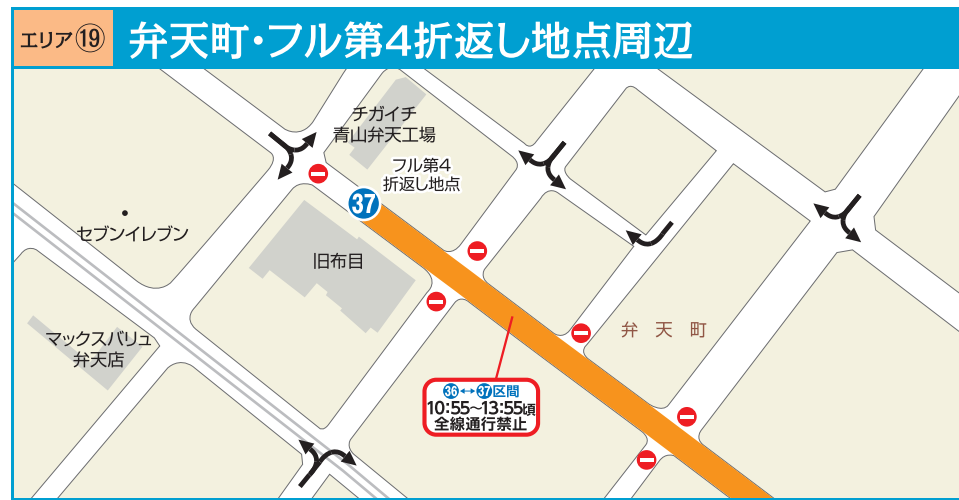 エリア⑲
弁天町・フル第4折返し地点周辺
チガイチ
青山弁天工場
フル第4
折返し地点
37
セブンイレブン
旧布目
マックスバリュ
弁天店
弁天町
36↔37区間
10:55~13:55頃
全線通行禁止